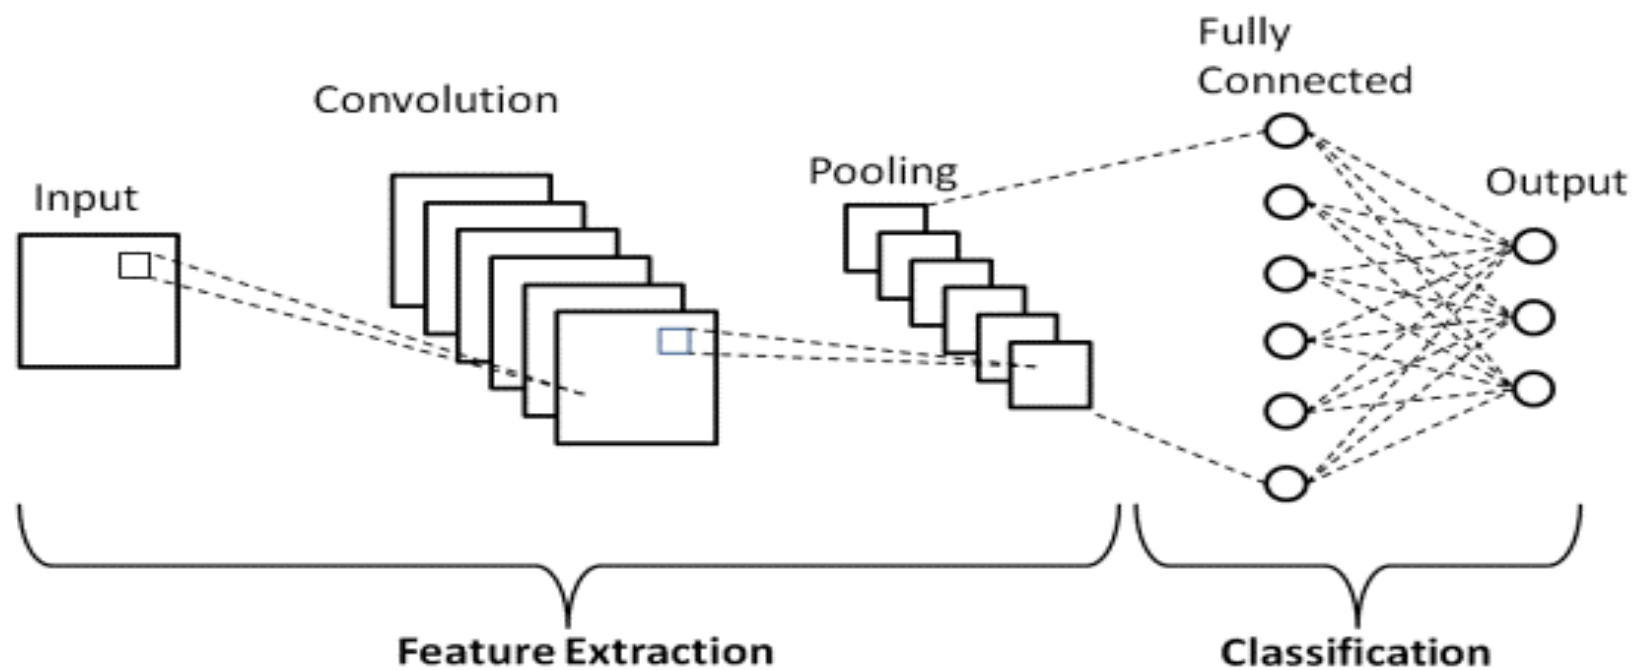 Input
Convolution
Pooling
Fully
Connected
Output
Feature Extraction
Classification